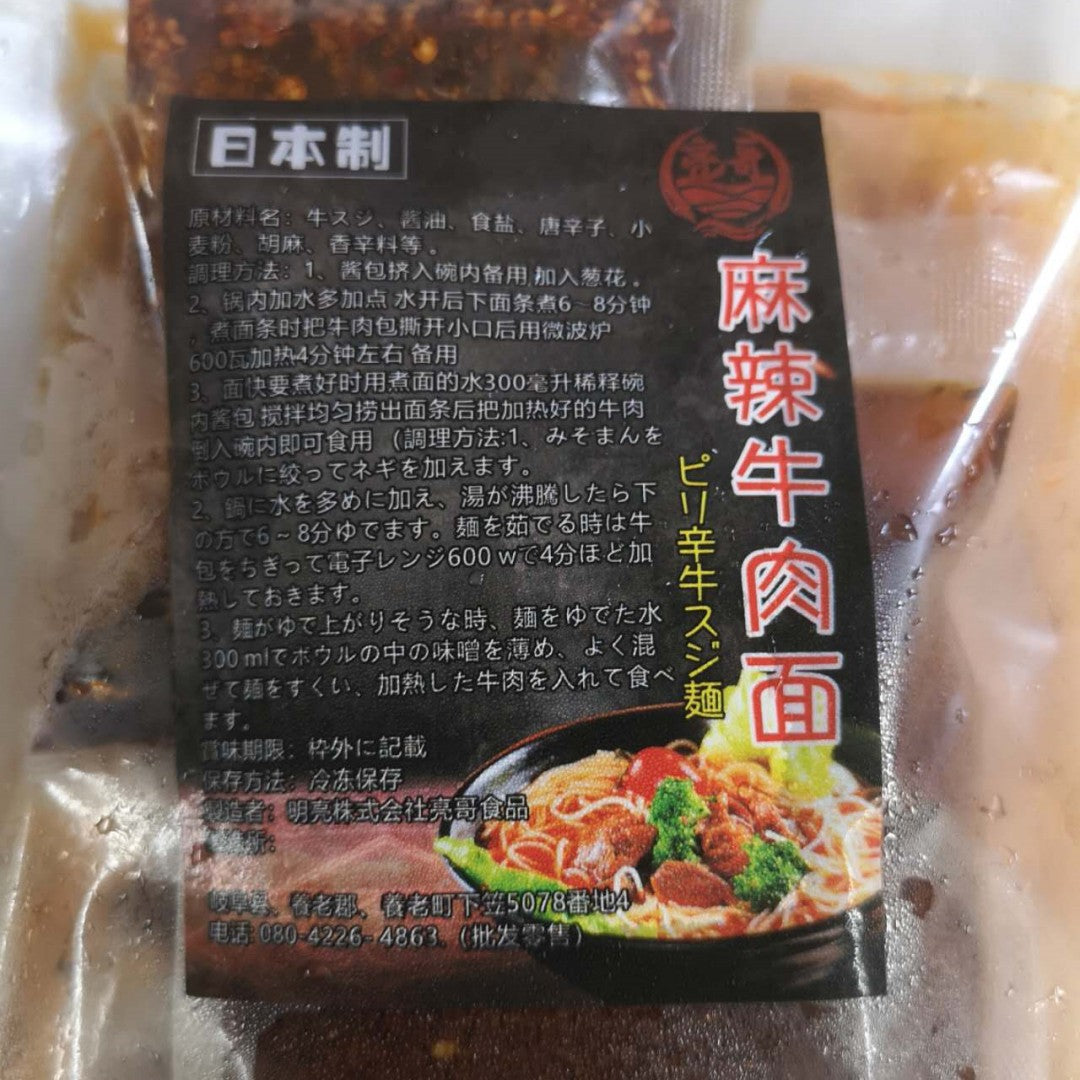 日本制
亮哥
麻辣牛肉面
ピリ辛牛スジ麺
原材料名：牛スジ、酱油、食盐、唐辛子、小
麦粉、胡麻、香辛料等。
調理方法：1、酱包挤入碗内备用 加入葱花。
2、锅内加水多加点 水开后下面条煮6～8分钟
，煮面条时把牛肉包撕开小口后用微波炉
600瓦加热4分钟左右 备用
3、面快要煮好时用煮面的水300毫升稀释碗
内酱包 搅拌均匀捞出面条后把加热好的牛肉
倒入碗内即可食用 （調理方法:1、みそまんを
ボウルに絞ってネギを加えます。
2、鍋に水を多めに加え、湯が沸騰したら下
の方で6～8分ゆでます。麺を茹でる時は牛
包をちぎって電子レンジ600 wで4分ほど加
熱しておきます。
3、麺がゆで上がりそうな時、麺をゆでた水
300 mlでボウルの中の味噌を薄め、よく混
ぜて麺をすくい、加熱した牛肉を入れて食べ
ます。
賞味期限：枠外に記載
保存方法：冷冻保存
製造者：明亮株式会社亮哥食品
岐阜県、養老郡、養老町下笠5078番地4
电话: 080-4226-4863（批发零售）